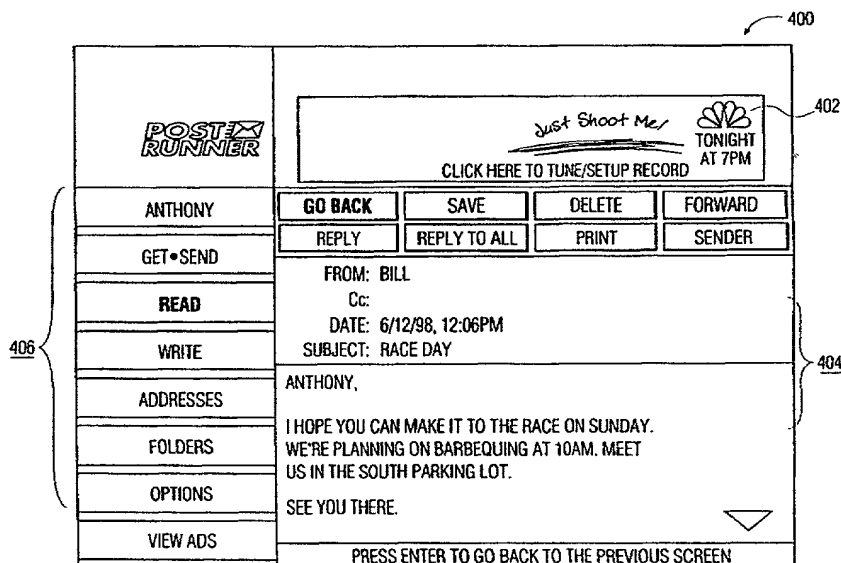 400
402
Just Shoot Me!
TONIGHT
AT 7PM
CLICK HERE TO TUNE/SETUP RECORD
POST
RUNNER
406
ANTHONY
GET•SEND
READ
WRITE
ADDRESSES
FOLDERS
OPTIONS
VIEW ADS
GO BACK SAVE DELETE FORWARD
REPLY REPLY TO ALL PRINT SENDER
FROM: BILL
Cc:
DATE: 6/12/98, 12:06PM
SUBJECT: RACE DAY
404
ANTHONY,
I HOPE YOU CAN MAKE IT TO THE RACE ON SUNDAY.
WE'RE PLANNING ON BARBEQUING AT 10AM. MEET
US IN THE SOUTH PARKING LOT.
SEE YOU THERE.
PRESS ENTER TO GO BACK TO THE PREVIOUS SCREEN